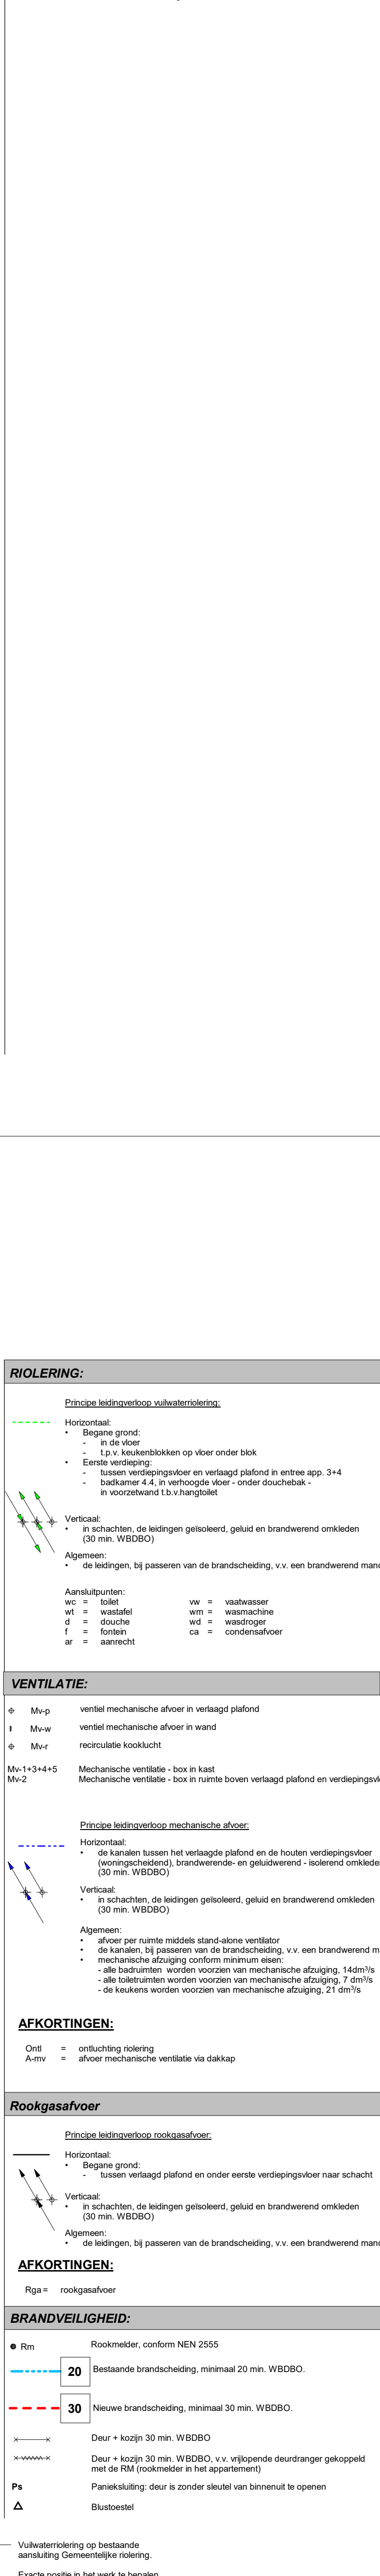 RIOLERING:
Principe leidingverloop vuilwaterriolering:
Horizontaal:
• Begane grond:
- in de vloer
- t.p.v. keukenblokken op vloer onder blok
• Eerste verdieping:
- tussen verdiepingsvloer en verlaagd plafond in entree app. 3+4
- badkamer 4.4, in verhoogde vloer - onder douchebak -
in voorzetwand t.b.v.hangtoilet
Verticaal:
• in schachten, de leidingen geïsoleerd, geluid en brandwerend omkleden
(30 min. WBDBO)
Algemeen:
• de leidingen, bij passeren van de brandscheiding, v.v. een brandwerend
Aansluitpunten:
wc = toilet vw = vaatwasser
wt = wastafel wm = wasmachine
d = douche wd = wasdroger
f = fontein ca = condensafvoer
ar = aanrecht
VENTILATIE:
Mv-p ventiel mechanische afvoer in verlaagd plafond
Mv-w ventiel mechanische afvoer in wand
Mv-r recirculatie kooklucht
Mv-1+3+4+5 Mechanische ventilatie - box in kast
Mv-2 Mechanische ventilatie - box in ruimte boven verlaagd plafond en
Principe leidingverloop mechanische afvoer:
Horizontaal:
• de kanalen tussen het verlaagde plafond en de houten verdiepingsvloer
(woningscheidend), brandwerende- en geluidwerend - isolerend
(30 min. WBDBO)
Verticaal:
• in schachten, de leidingen geïsoleerd, geluid en brandwerend omkleden
(30 min. WBDBO)
Algemeen:
• afvoer per ruimte middels stand-alone ventilator
• de kanalen, bij passeren van de brandscheiding, v.v. een brandwerend
• mechanische afzuiging conform minimum eisen:
- alle badruimten worden voorzien van mechanische afzuiging, 14dm³/s
- alle toiletruimten worden voorzien van mechanische afzuiging, 7 dm³/s
- de keukens worden voorzien van mechanische afzuiging, 21 dm³/s
AFKORTINGEN:
Ontl = ontluchting riolering
A-mv = afvoer mechanische ventilatie via dakkap
Rookgasafvoer
Principe leidingverloop rookgasafvoer:
Horizontaal:
• Begane grond:
- tussen verlaagd plafond en onder eerste verdiepingsvloer naar schacht
Verticaal:
• in schachten, de leidingen geïsoleerd, geluid en brandwerend omkleden
(30 min. WBDBO)
Algemeen:
• de leidingen, bij passeren van de brandscheiding, v.v. een brandwerend
AFKORTINGEN:
Rga = rookgasafvoer
BRANDVEILIGHEID:
Rm Rookmelder, conform NEN 2555
20 Bestaande brandscheiding, minimaal 20 min. WBDBO.
30 Nieuwe brandscheiding, minimaal 30 min. WBDBO.
Deur + kozijn 30 min. WBDBO
Deur + kozijn 30 min. WBDBO, v.v. vrijlopende deurdranger gekoppeld
met de RM (rookmelder in het appartement)
Ps Panieksluiting: deur is zonder sleutel van binnenuit te openen
Blustoestel
Vuilwaterriolering op bestaande
aansluiting Gemeentelijke riolering.
Exacte positie in het werk te bepalen